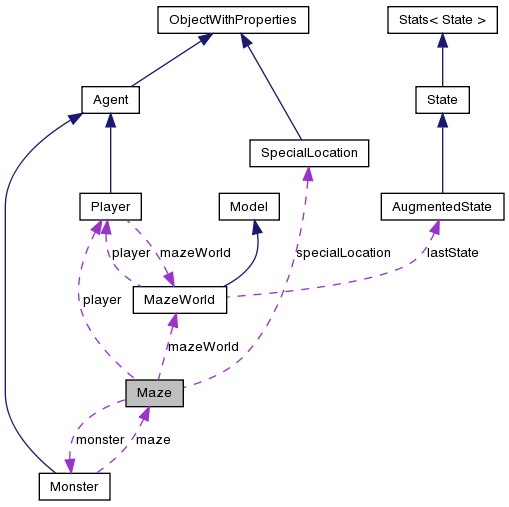 ObjectWithProperties
Stats< State >
Agent
State
SpecialLocation
Player
Model
AugmentedState
player
mazeWorld
specialLocation
lastState
MazeWorld
player
mazeWorld
Maze
monster
maze
Monster